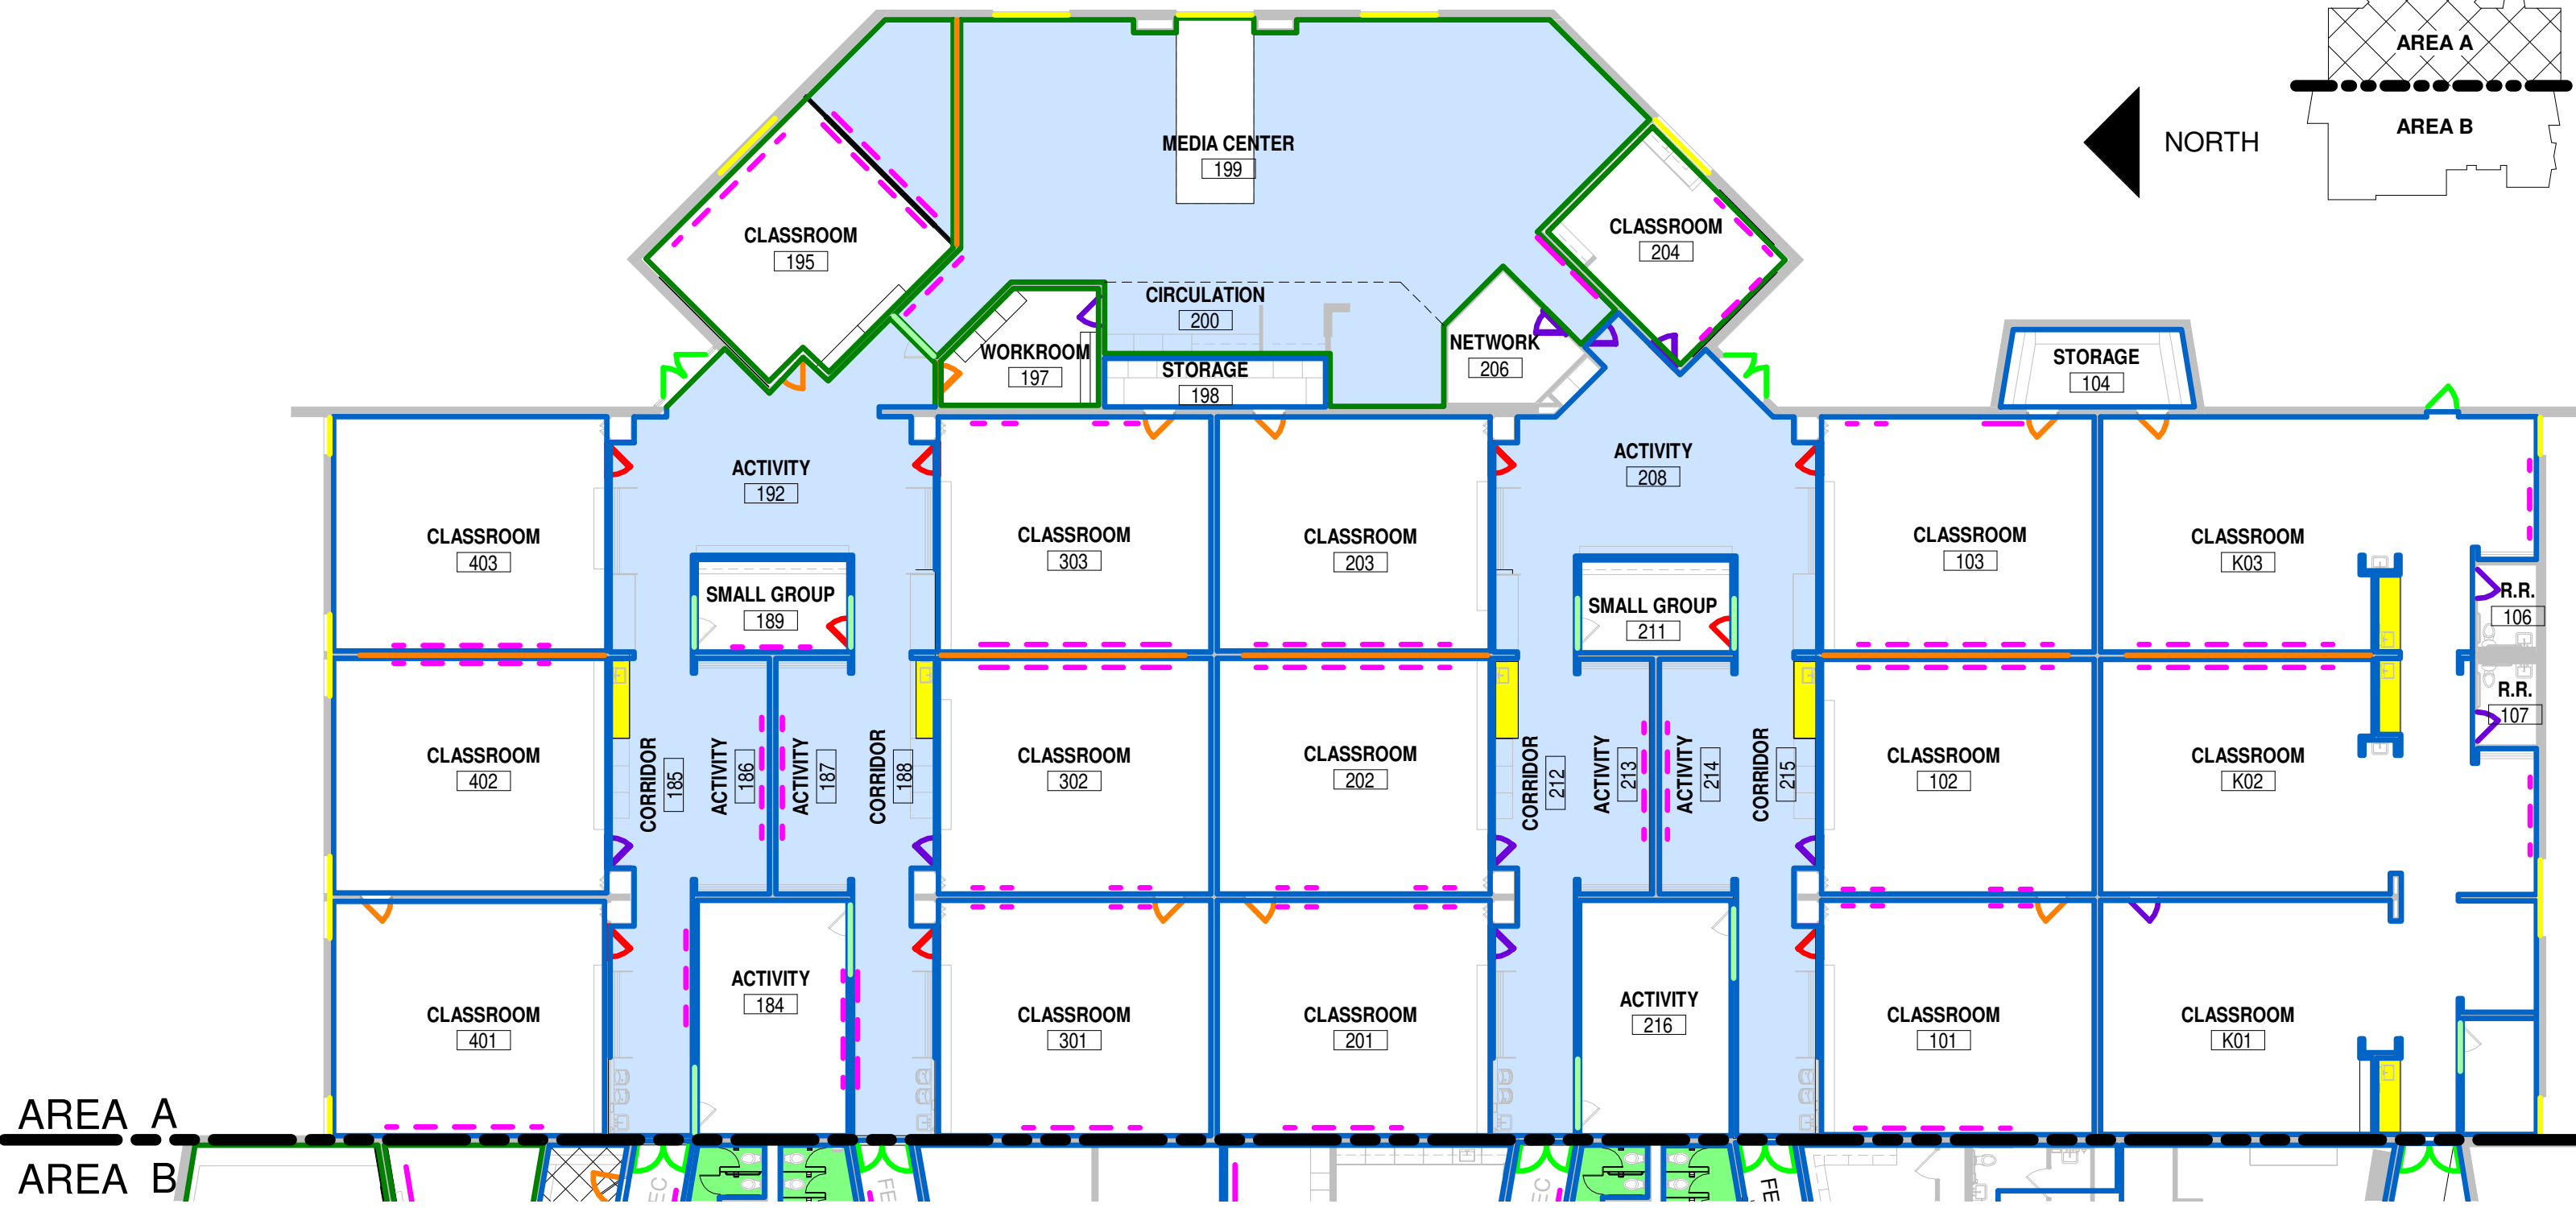 AREA A
AREA B
NORTH
MEDIA CENTER
199
CLASSROOM
195
CLASSROOM
204
CIRCULATION
200
WORKROOM
197
STORAGE
198
NETWORK
206
STORAGE
104
ACTIVITY
192
ACTIVITY
208
CLASSROOM
403
CLASSROOM
303
CLASSROOM
203
CLASSROOM
103
CLASSROOM
K03
SMALL GROUP
189
SMALL GROUP
211
R.R.
106
R.R.
107
CLASSROOM
402
CORRIDOR
185
ACTIVITY
186
ACTIVITY
187
CORRIDOR
188
CLASSROOM
302
CLASSROOM
202
CORRIDOR
212
ACTIVITY
213
ACTIVITY
214
CORRIDOR
215
CLASSROOM
102
CLASSROOM
K02
CLASSROOM
401
ACTIVITY
184
CLASSROOM
301
CLASSROOM
201
ACTIVITY
216
CLASSROOM
101
CLASSROOM
K01
AREA A
AREA B
EC
FE
EC
FE